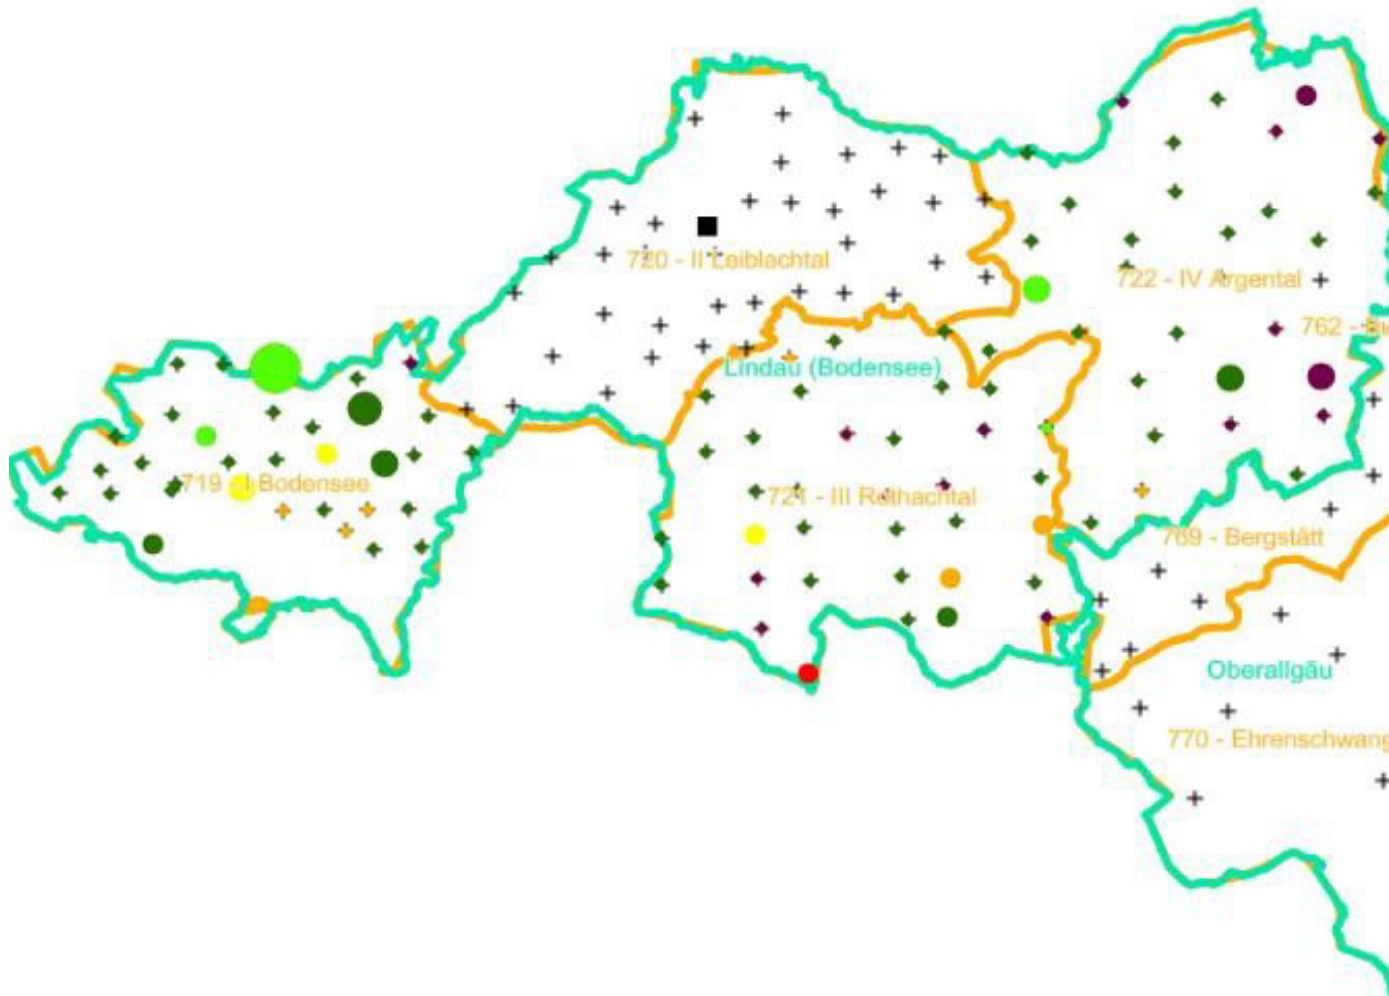 720 - II Leiblachtal
722 - IV Argental
762 -
Lindau (Bodensee)
719 - I Bodensee
721 - III Rothachtal
769 - Bergstätt
Oberallgäu
770 - Ehrenschwang